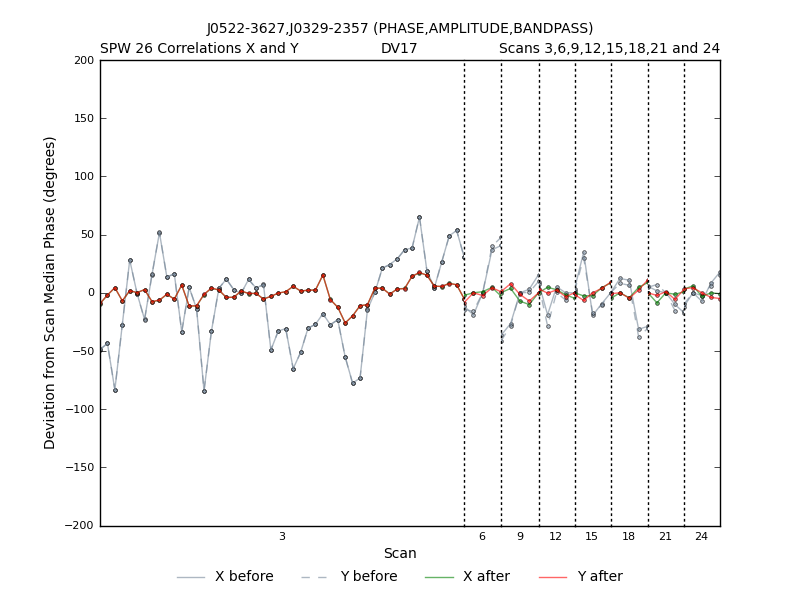 J0522-3627,J0329-2357 (PHASE,AMPLITUDE,BANDPASS)
SPW 26 Correlations X and Y DV17 Scans 3,6,9,12,15,18,21 and 24
200
150
100
50
0
−50
−100
−150
−200
Deviation from Scan Median Phase (degrees)
3 6 9 12 15 18 21 24
Scan
X before Y before X after Y after